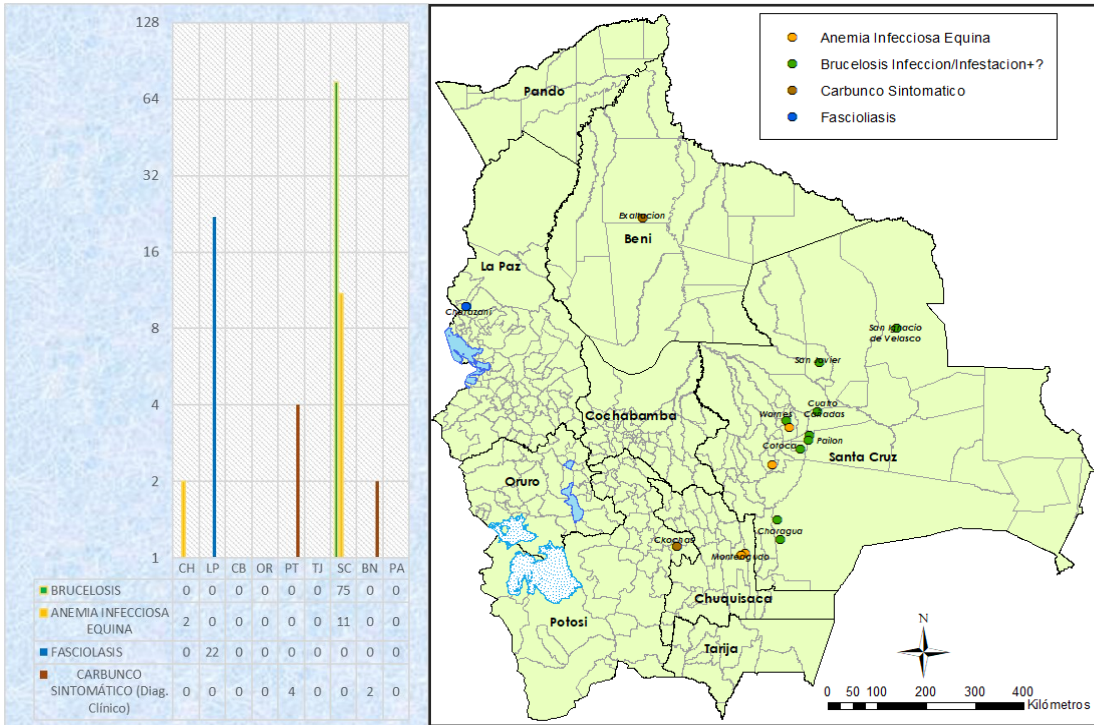 128
64
32
16
8
4
2
1
CH LP CB OR PT TJ SC BN PA
BRUCELOSIS 0 0 0 0 0 0 75 0 0
ANEMIA INFECCIOSA
EQUINA 2 0 0 0 0 0 11 0 0
FASCIOLASIS 0 22 0 0 0 0 0 0 0
CARBUNCO
SINTOMÁTICO (Diag.
Clínico) 0 0 0 0 4 0 0 2 0
Anemia Infecciosa Equina
Brucelosis Infeccion/Infestacion+?
Carbunco Sintomatico
Fascioliasis
Pando
Exaltacion
Beni
La Paz
Charazani
San Ignacio
de Velasco
San Javier
Cuatro
Cañadas
Warnes
Cochabamba
Pailon
Cotoca
Santa Cruz
Oruro
Charagua
Ckochas
Monteagudo
Chuquisaca
Potosi
Tarija
N
0 50 100 200 300 400
Kilómetros